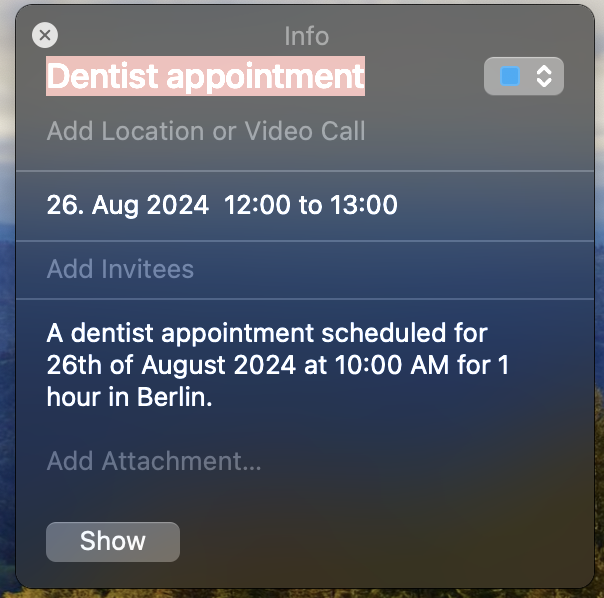 Info
Dentist appointment
Add Location or Video Call
26. Aug 2024  12:00 to 13:00
Add Invitees
A dentist appointment scheduled for
26th of August 2024 at 10:00 AM for 1
hour in Berlin.
Add Attachment...
Show